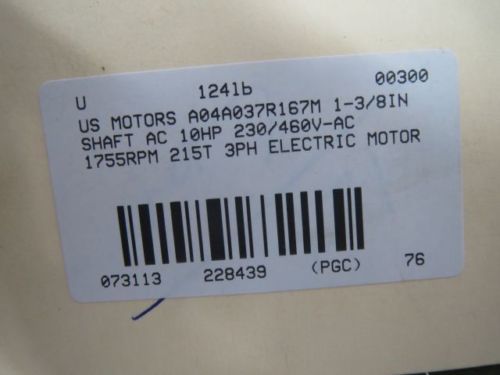 U 124lb 00300
US MOTORS A04A037R167M 1-3/8IN
SHAFT AC 10HP 230/460V-AC
1755RPM 215T 3PH ELECTRIC MOTOR
073113 228439 (PGC) 76